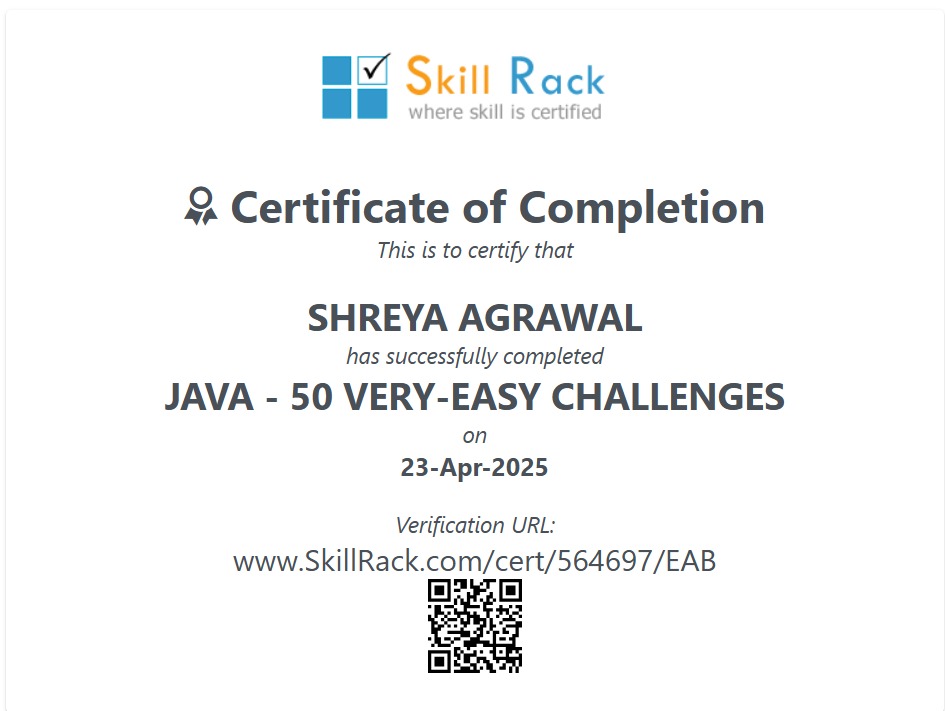 Skill Rack
where skill is certified
Certificate of Completion
This is to certify that
SHREYA AGRAWAL
has successfully completed
JAVA - 50 VERY-EASY CHALLENGES
on
23-Apr-2025
Verification URL:
www.SkillRack.com/cert/564697/EAB